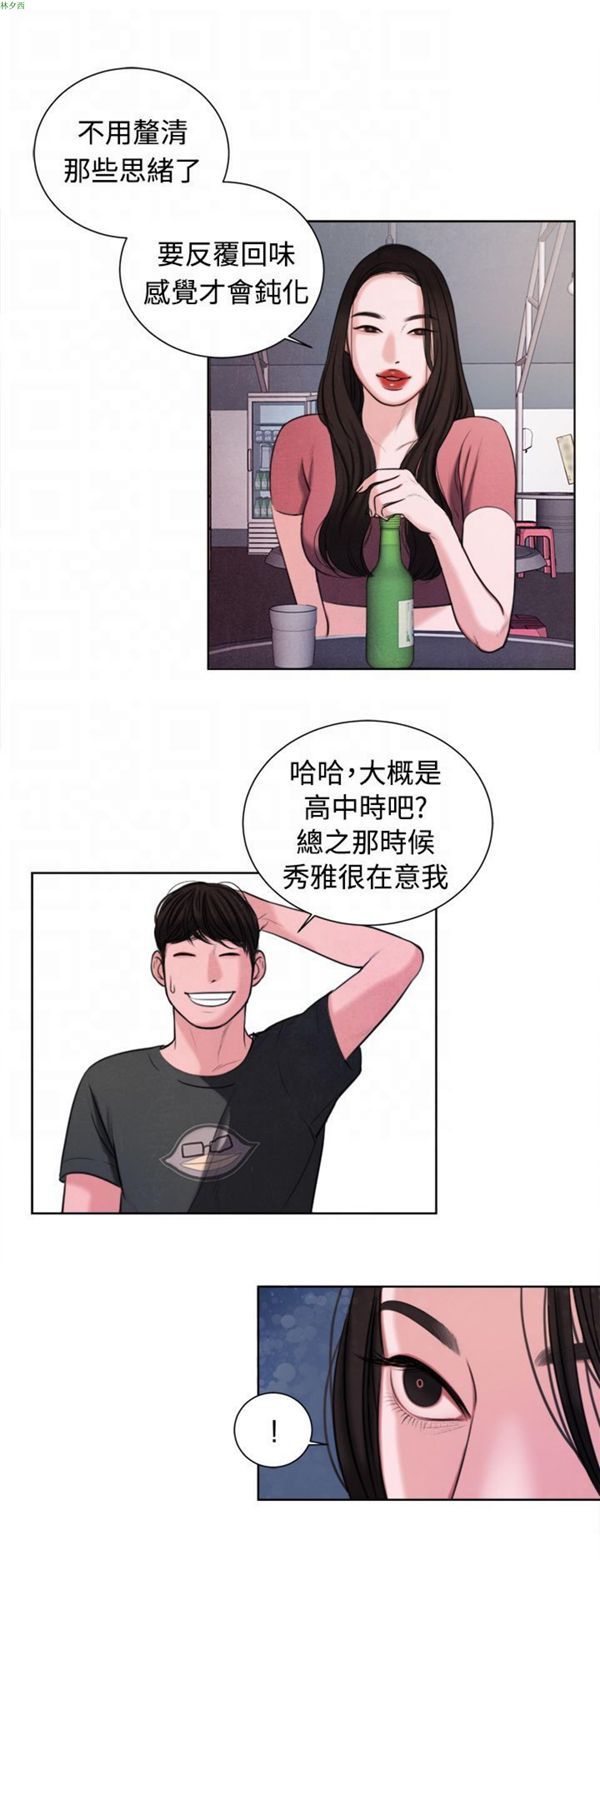 林夕西
不用釐清
那些思緒了
要反覆回味
感覺才會鈍化
哈哈，大概是
高中時吧？
總之那時候
秀雅很在意我
！